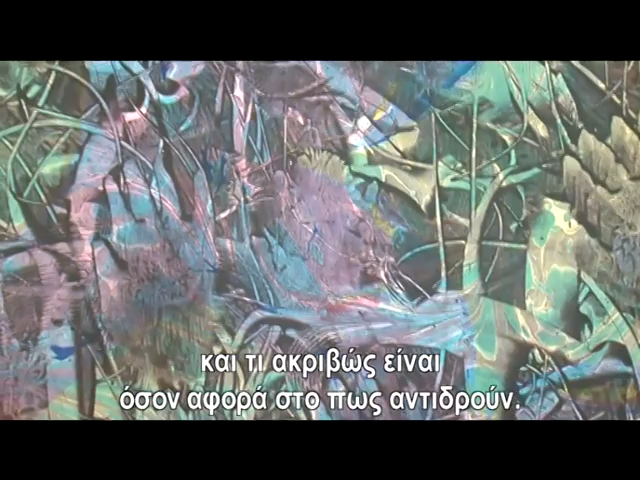 και τι ακριβώς είναι
όσον αφορά στο πως αντιδρούν.